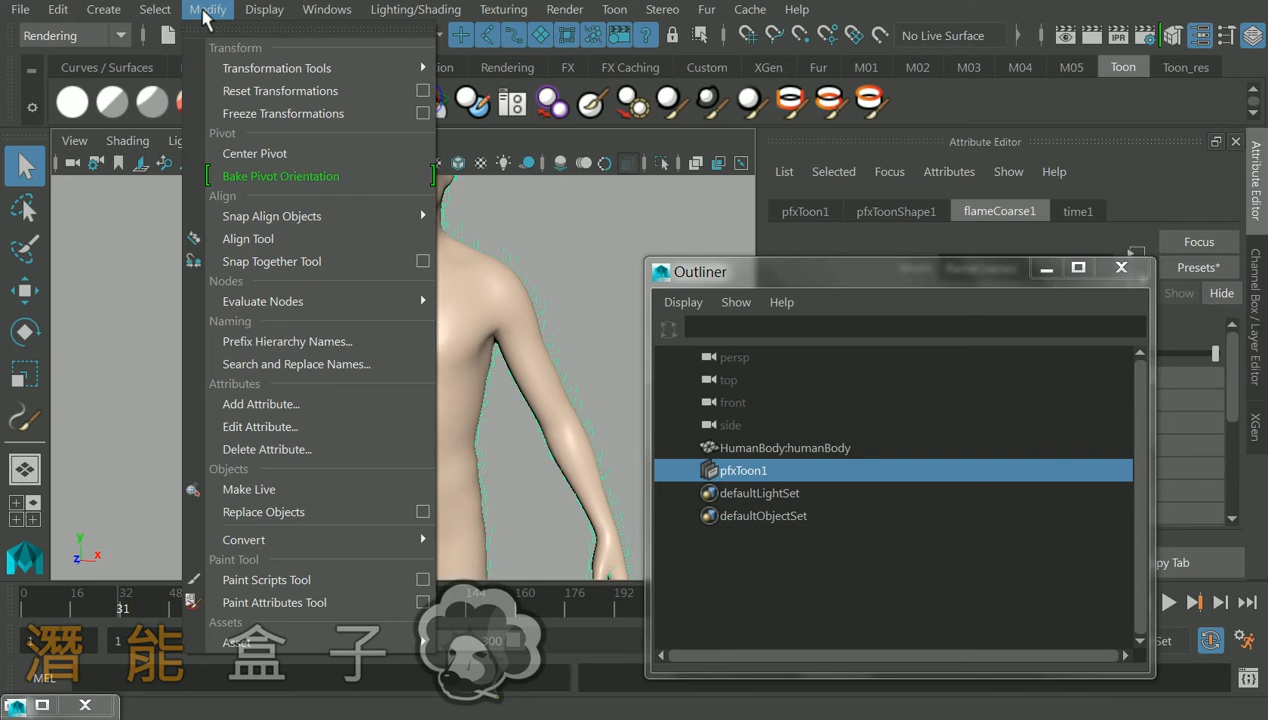 File Edit Create Select Modify Display Windows Lighting/Shading Texturing Render Toon Stereo Fur Cache Help
Rendering No Live Surface
Curves / Surfaces Rendering FX FX Caching Custom XGen Fur M01 M02 M03 M04 M05 Toon Toon_res
IPR
View Shading
Transform
Transformation Tools
Reset Transformations
Freeze Transformations
Pivot
Center Pivot
Bake Pivot Orientation
Align
Snap Align Objects
Align Tool
Snap Together Tool
Nodes
Evaluate Nodes
Naming
Prefix Hierarchy Names...
Search and Replace Names...
Attributes
Add Attribute...
Edit Attribute...
Delete Attribute...
Objects
Make Live
Replace Objects
Convert
Paint Tool
Paint Scripts Tool
Paint Attributes Tool
Assets
Asset
Attribute Editor
List Selected Focus Attributes Show Help
pfxToon1 pfxToonShape1 flameCoarse1 time1
Focus
Presets*
Show Hide
Attribute Editor
Channel Box / Layer Editor
XGen
Outliner
Display Show Help
persp
top
front
side
HumanBody:humanBody
pfxToon1
defaultLightSet
defaultObjectSet
py Tab
y
z x
0 16 32 48 144 160 176 192
31
1 1 300 Set
MEL
潛能盒子